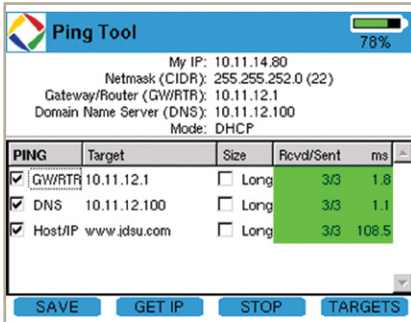 Ping Tool
78%
My IP: 10.11.14.80
Netmask (CIDR): 255.255.252.0 (22)
Gateway/Router (GW/RTR): 10.11.12.1
Domain Name Server (DNS): 10.11.12.100
Mode: DHCP
PING Target Size Rcvd/Sent ms
GW/RTR 10.11.12.1 Long 3/3 1.8
DNS 10.11.12.100 Long 3/3 1.1
Host/IP www.jdsu.com Long 3/3 108.5
SAVE GET IP STOP TARGETS